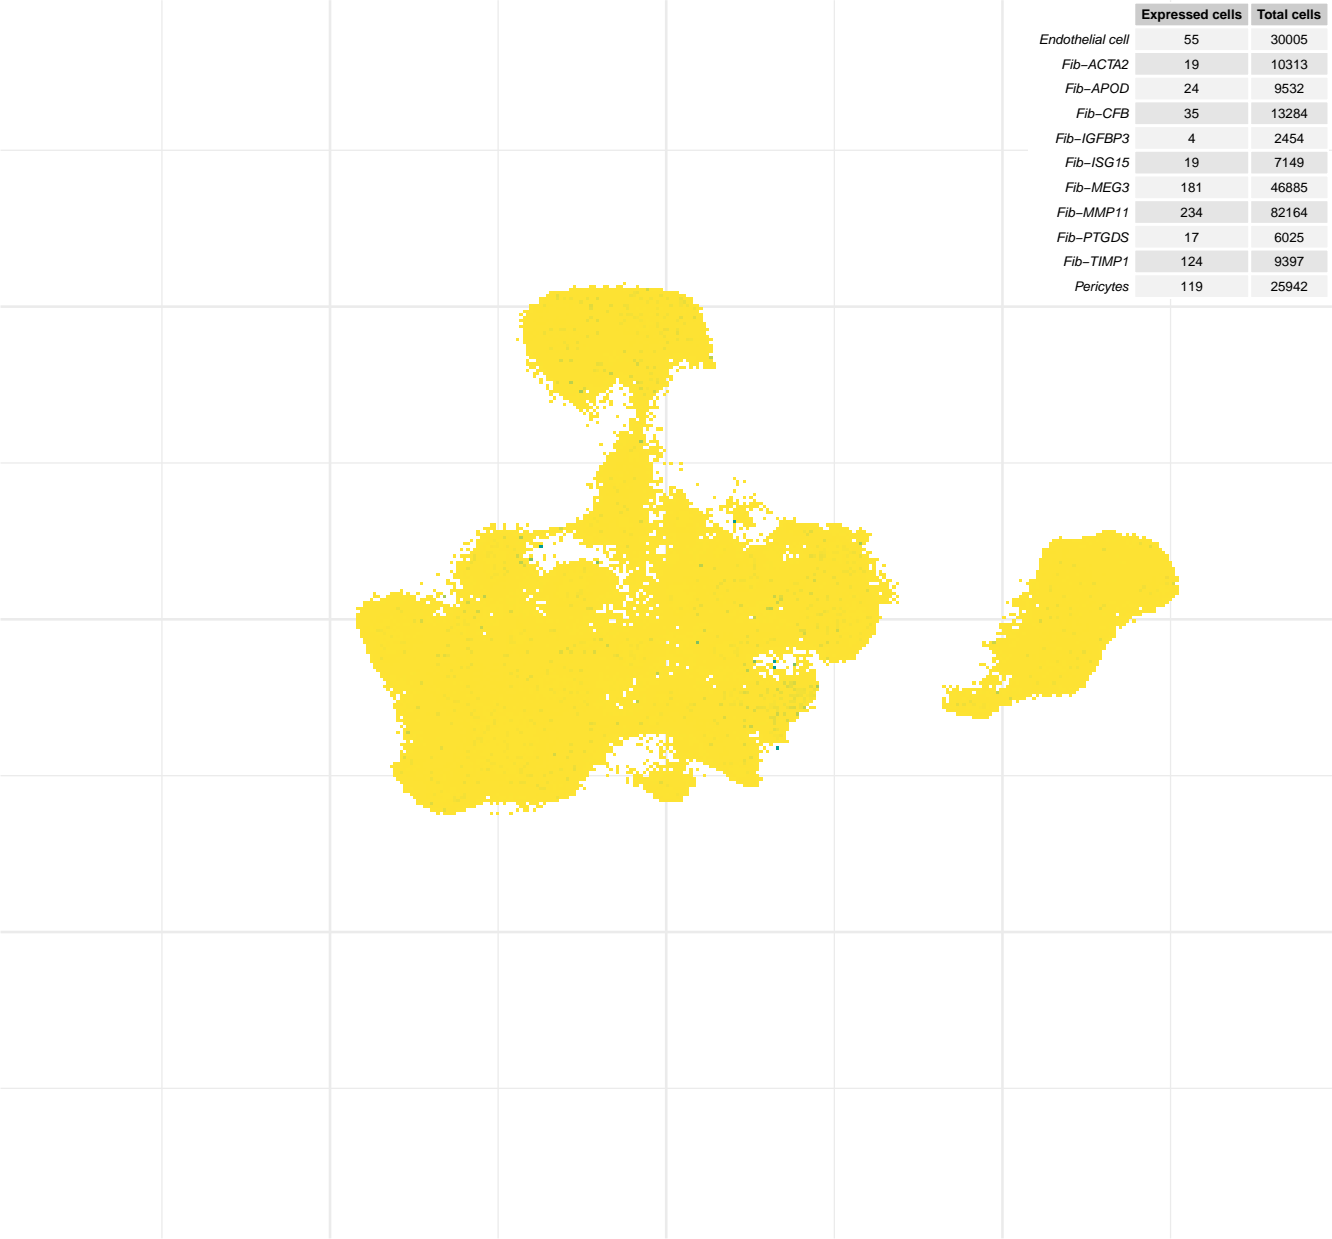 Expressed cells Total cells
Endothelial cell 55 30005
Fib−ACTA2 19 10313
Fib−APOD 24 9532
Fib−CFB 35 13284
Fib−IGFBP3 4 2454
Fib−ISG15 19 7149
Fib−MEG3 181 46885
Fib−MMP11 234 82164
Fib−PTGDS 17 6025
Fib−TIMP1 124 9397
Pericytes 119 25942